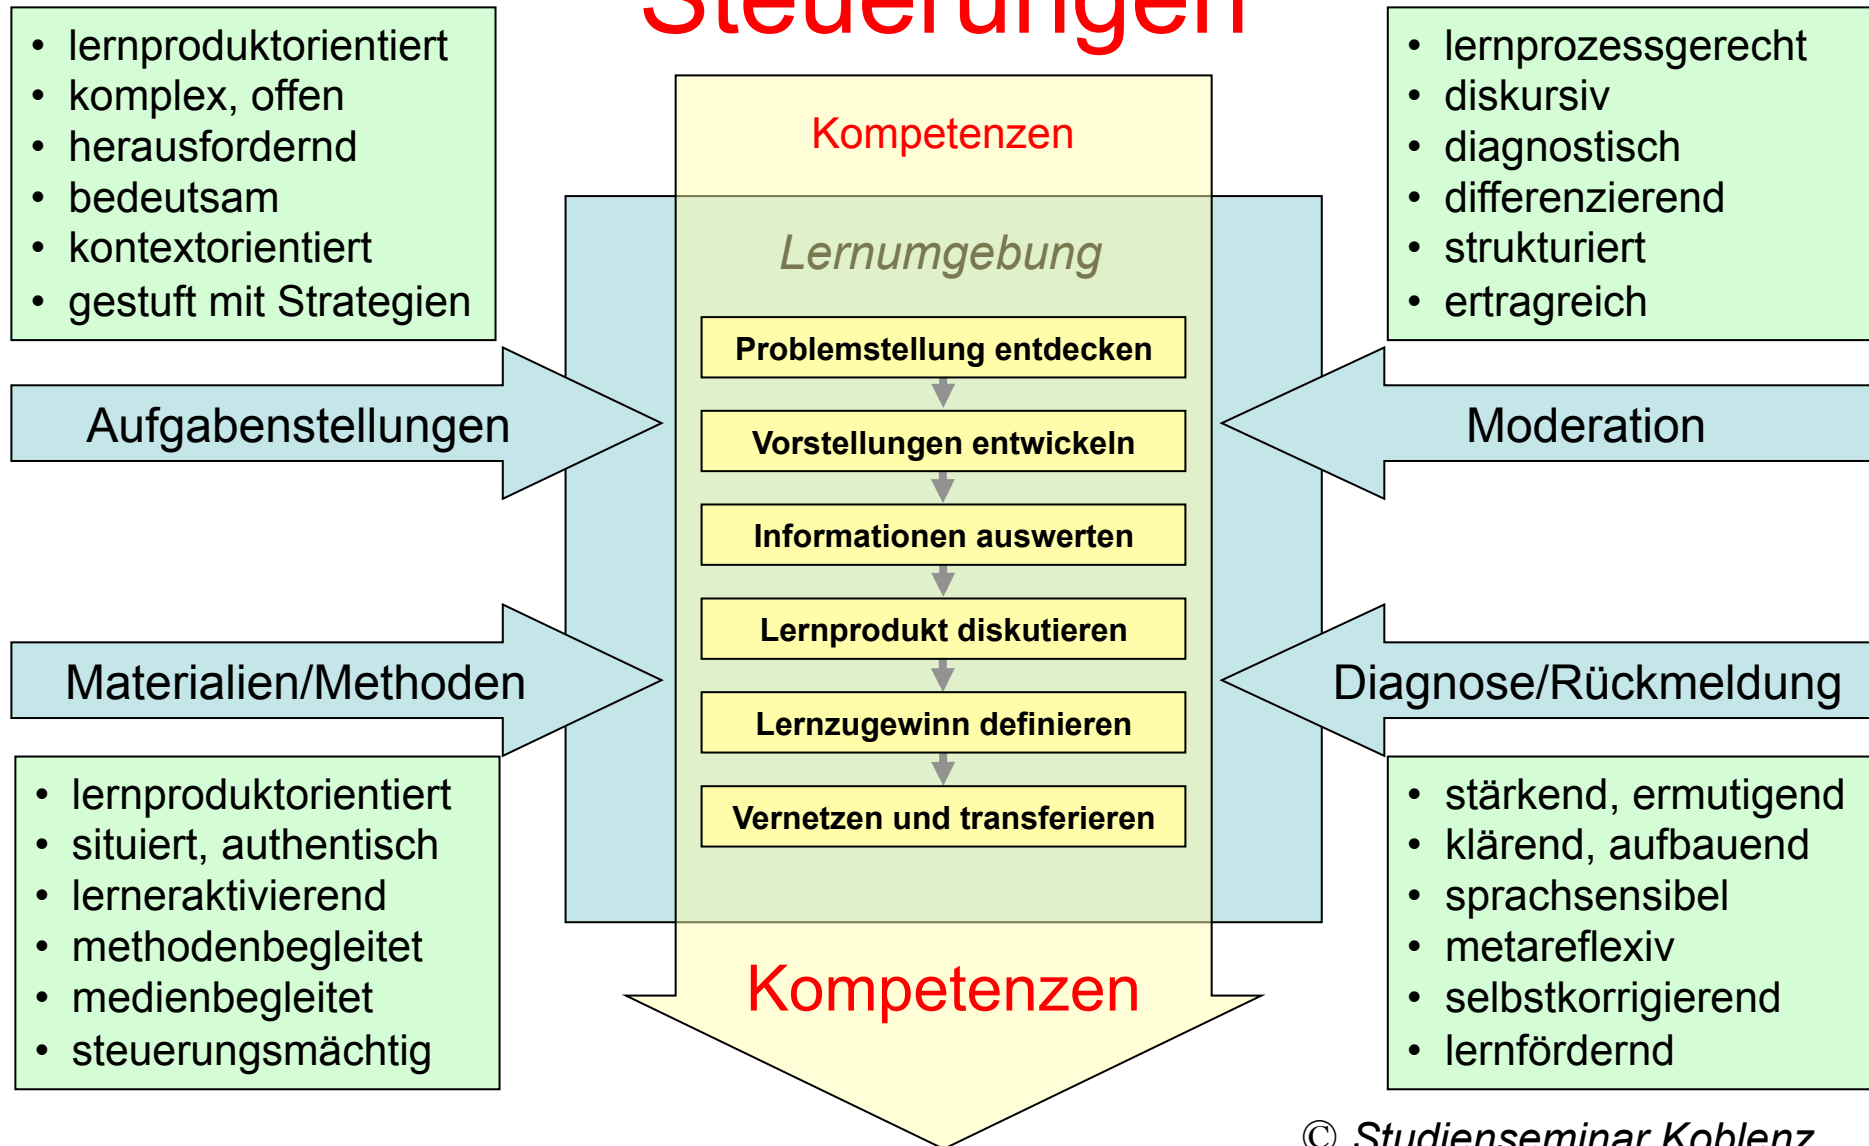 Steuerungen
• lernproduktorientiert
• komplex, offen
• herausfordernd
• bedeutsam
• kontextorientiert
• gestuft mit Strategien
• lernprozessgerecht
• diskursiv
• diagnostisch
• differenzierend
• strukturiert
• ertragreich
Kompetenzen
Lernumgebung
Problemstellung entdecken
Vorstellungen entwickeln
Informationen auswerten
Lernprodukt diskutieren
Lernzugewinn definieren
Vernetzen und transferieren
Kompetenzen
Aufgabenstellungen
Moderation
Materialien/Methoden
Diagnose/Rückmeldung
• lernproduktorientiert
• situiert, authentisch
• lerneraktivierend
• methodenbegleitet
• medienbegleitet
• steuerungsmächtig
• stärkend, ermutigend
• klärend, aufbauend
• sprachsensibel
• metareflexiv
• selbstkorrigierend
• lernfördernd
© Studienseminar Koblenz